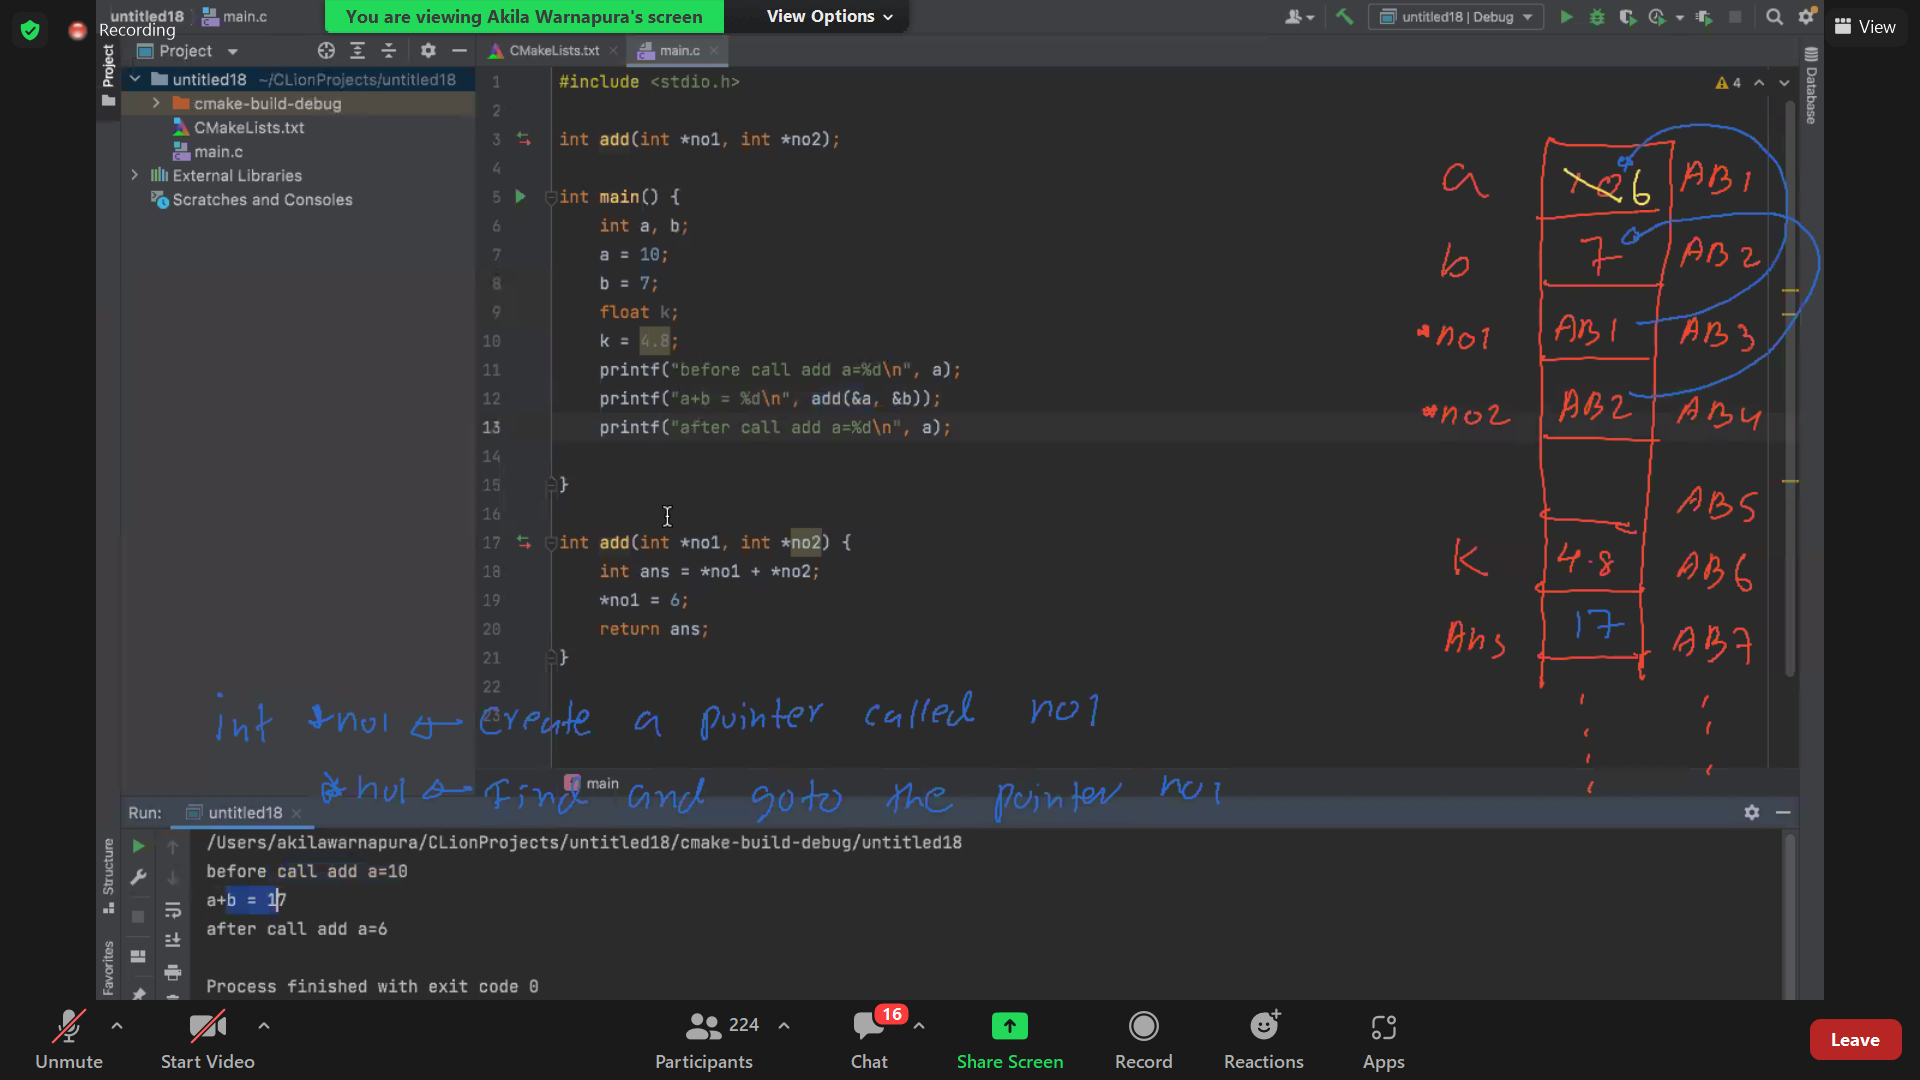 untitled18 main.c
You are viewing Akila Warnapura's screen View Options
untitled18 | Debug
View
Recording
Project
CMakeLists.txt main.c
Project
untitled18 ~/CLionProjects/untitled18
cmake-build-debug
CMakeLists.txt
main.c
External Libraries
Scratches and Consoles
Database
4
1 #include <stdio.h>
2
3 int add(int *no1, int *no2);
4
5 int main() {
6 int a, b;
7 a = 10;
8 b = 7;
9 float k;
10 k = 4.8;
11 printf("before call add a=%d\n", a);
12 printf("a+b = %d\n", add(&a, &b));
13 printf("after call add a=%d\n", a);
14
15 }
16
17 int add(int *no1, int *no2) {
18 int ans = *no1 + *no2;
19 *no1 = 6;
20 return ans;
21 }
22
23
a 10 6 AB1
b 7 AB2
*no1 AB1 AB3
*no2 AB2 AB4
AB5
K 4.8 AB6
Ans 17 AB7
int *no1 ← create a pointer called no1
*no1 ← Find and goto the pointer no1
main
Run: untitled18
/Users/akilawarnapura/CLionProjects/untitled18/cmake-build-debug/untitled18
before call add a=10
a+b = 17
after call add a=6
Process finished with exit code 0
Structure
Favorites
Unmute
Start Video
224
Participants
16
Chat
Share Screen
Record
Reactions
Apps
Leave